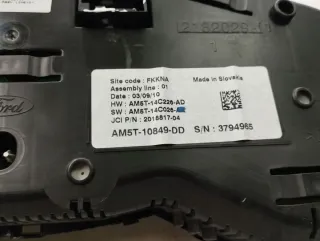 Site code : FKKNA
Assembly line : 01
Date : 03/09/10
HW : AM5T-14C226-AD
SW : AM5T-14C026-
JCI P/N : 2015817-04
Made in Slovakia
AM5T-10849-DD S/N : 3794965
Ford